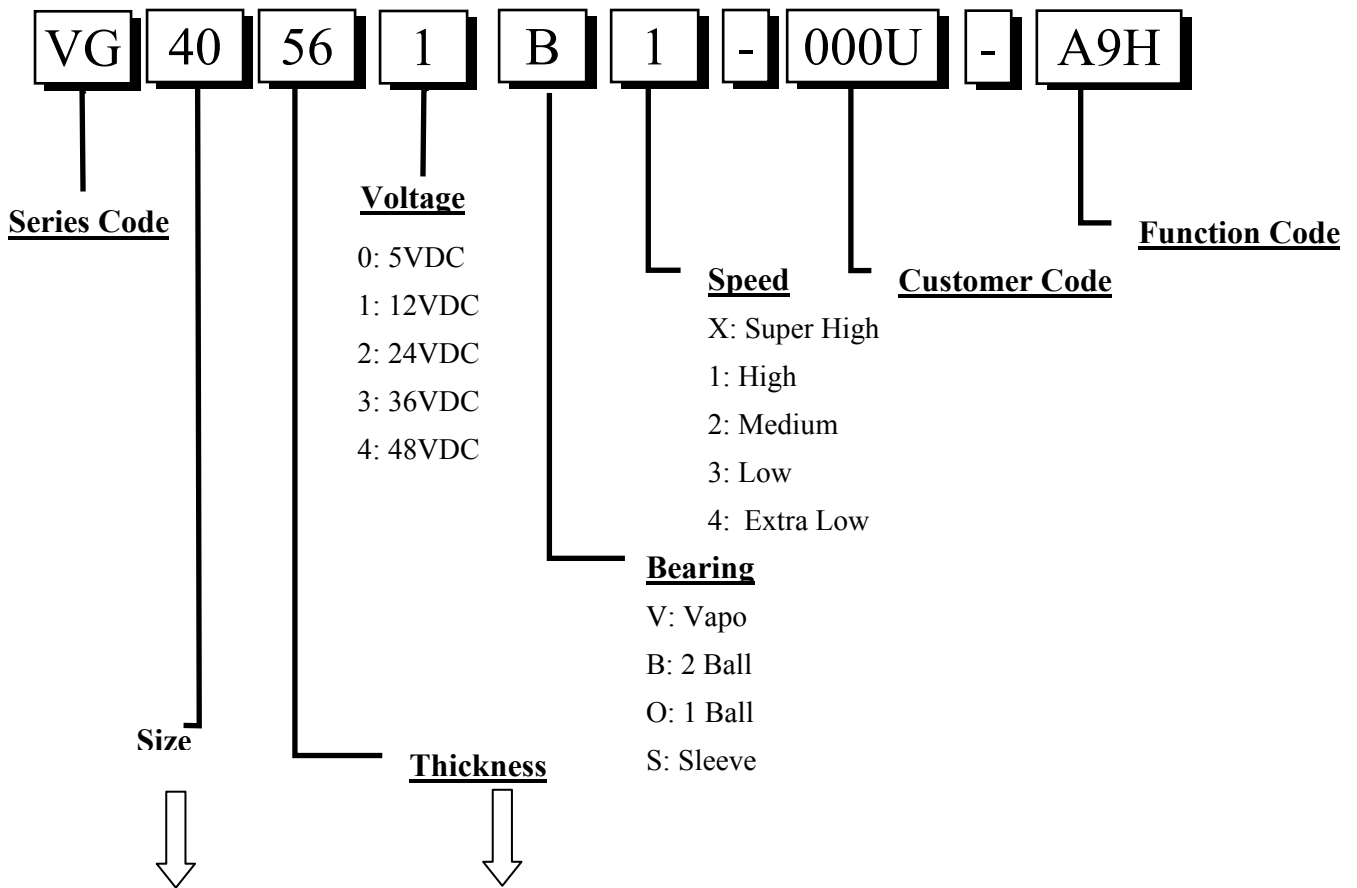 VG 40 56 1 B 1 - 000U - A9H
Series Code
Voltage
0: 5VDC
1: 12VDC
2: 24VDC
3: 36VDC
4: 48VDC
Function Code
Customer Code
Speed
X: Super High
1: High
2: Medium
3: Low
4: Extra Low
Bearing
V: Vapo
B: 2 Ball
O: 1 Ball
S: Sleeve
Size
Thickness